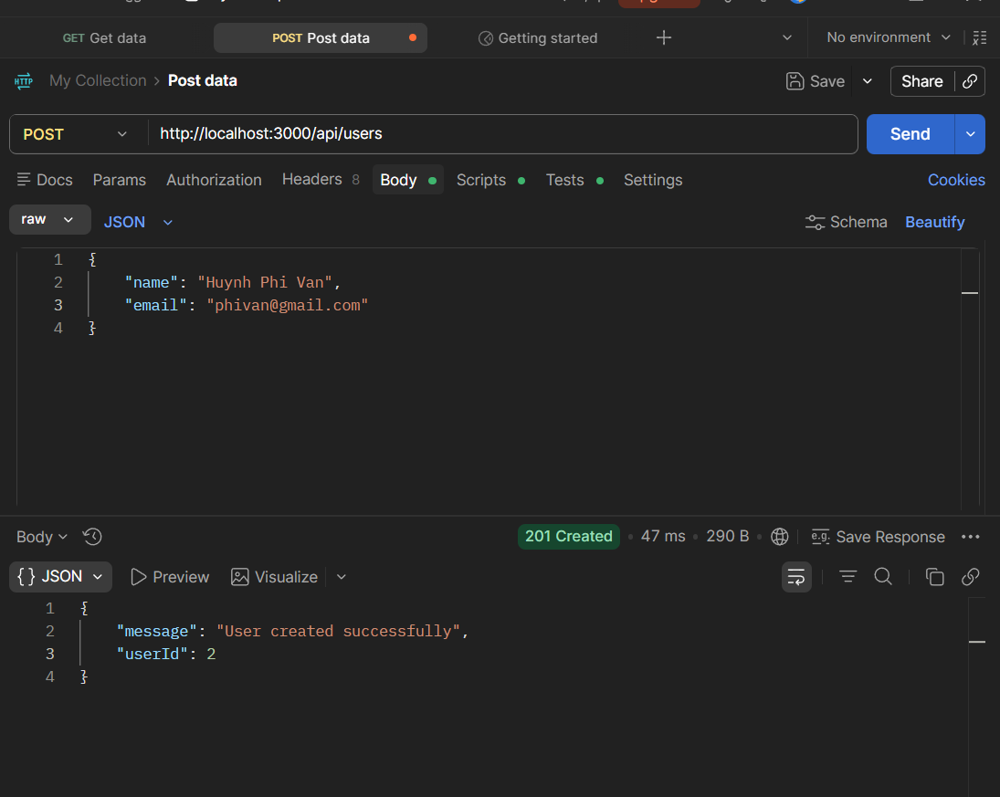 GET Get data POST Post data Getting started No environment
HTTP My Collection › Post data Save Share
POST http://localhost:3000/api/users Send
Docs Params Authorization Headers 8 Body Scripts Tests Settings Cookies
raw JSON Schema Beautify
1 {
2 "name": "Huynh Phi Van",
3 "email": "phivan@gmail.com"
4 }
Body 201 Created • 47 ms • 290 B • e.g. Save Response
{} JSON Preview Visualize
1 {
2 "message": "User created successfully",
3 "userId": 2
4 }